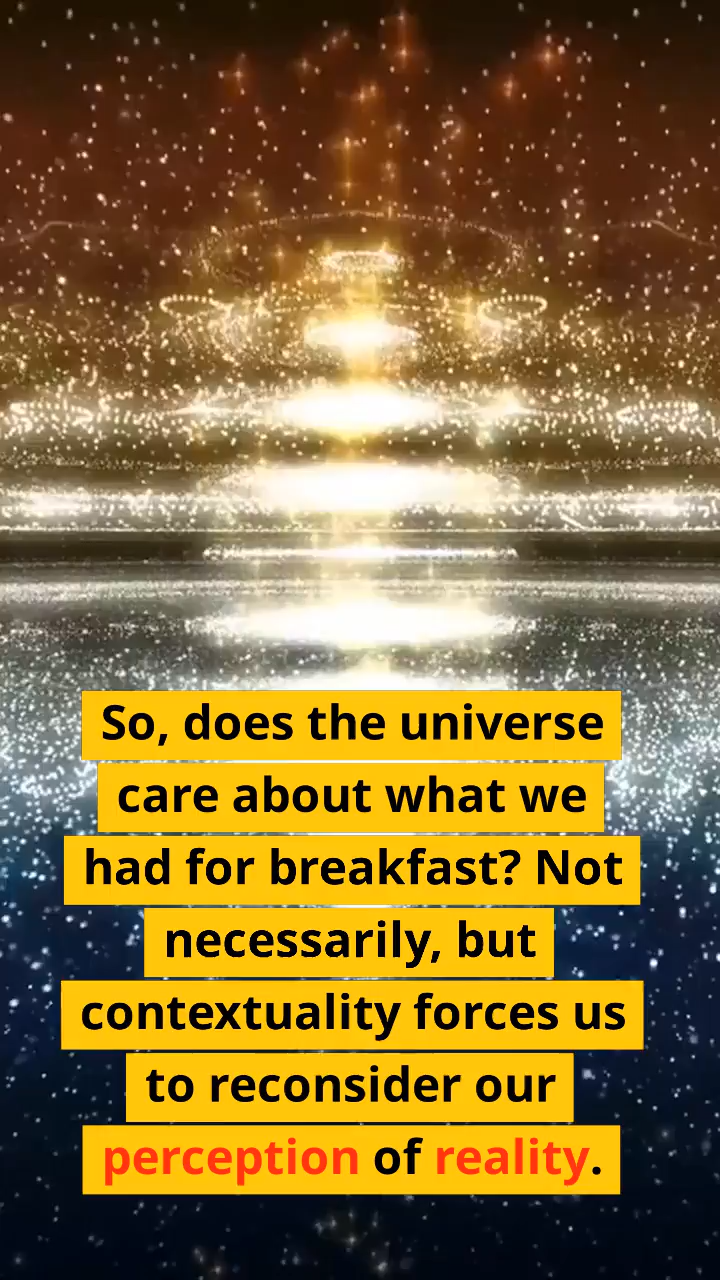 So, does the universe
care about what we
had for breakfast? Not
necessarily, but
contextuality forces us
to reconsider our
perception of reality.